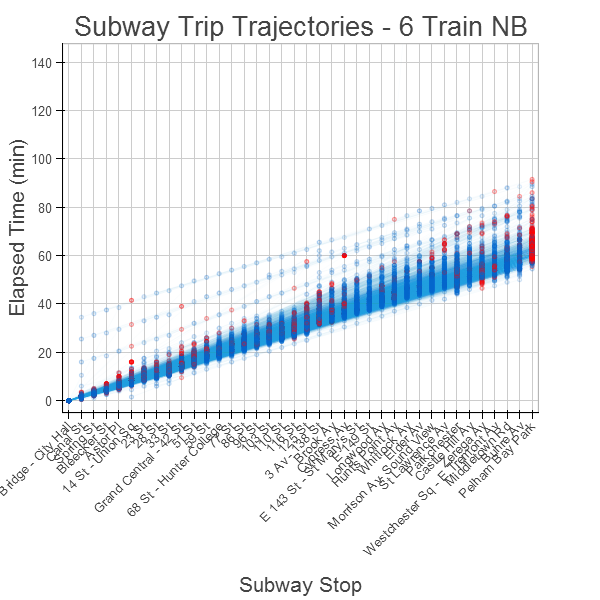 Subway Trip Trajectories - 6 Train NB
140
120
100
80
60
40
20
0
Elapsed Time (min)
Bridge - City Hall
Canal St
Spring St
Bleecker St
Astor Pl
14 St - Union Sq
23 St
28 St
33 St
Grand Central - 42 St
51 St
59 St
68 St - Hunter College
77 St
86 St
96 St
103 St
110 St
116 St
125 St
3 Av - 138 St
Brook Av
Cypress Av
E 143 St - St Mary's St
E 149 St
Longwood Av
Hunts Point Av
Whitlock Av
Elder Av
Morrison Av - Sound View
St Lawrence Av
Parkchester
Castle Hill Av
Zerega Av
Westchester Sq - E Tremont Av
Middletown Rd
Buhre Av
Pelham Bay Park
Subway Stop